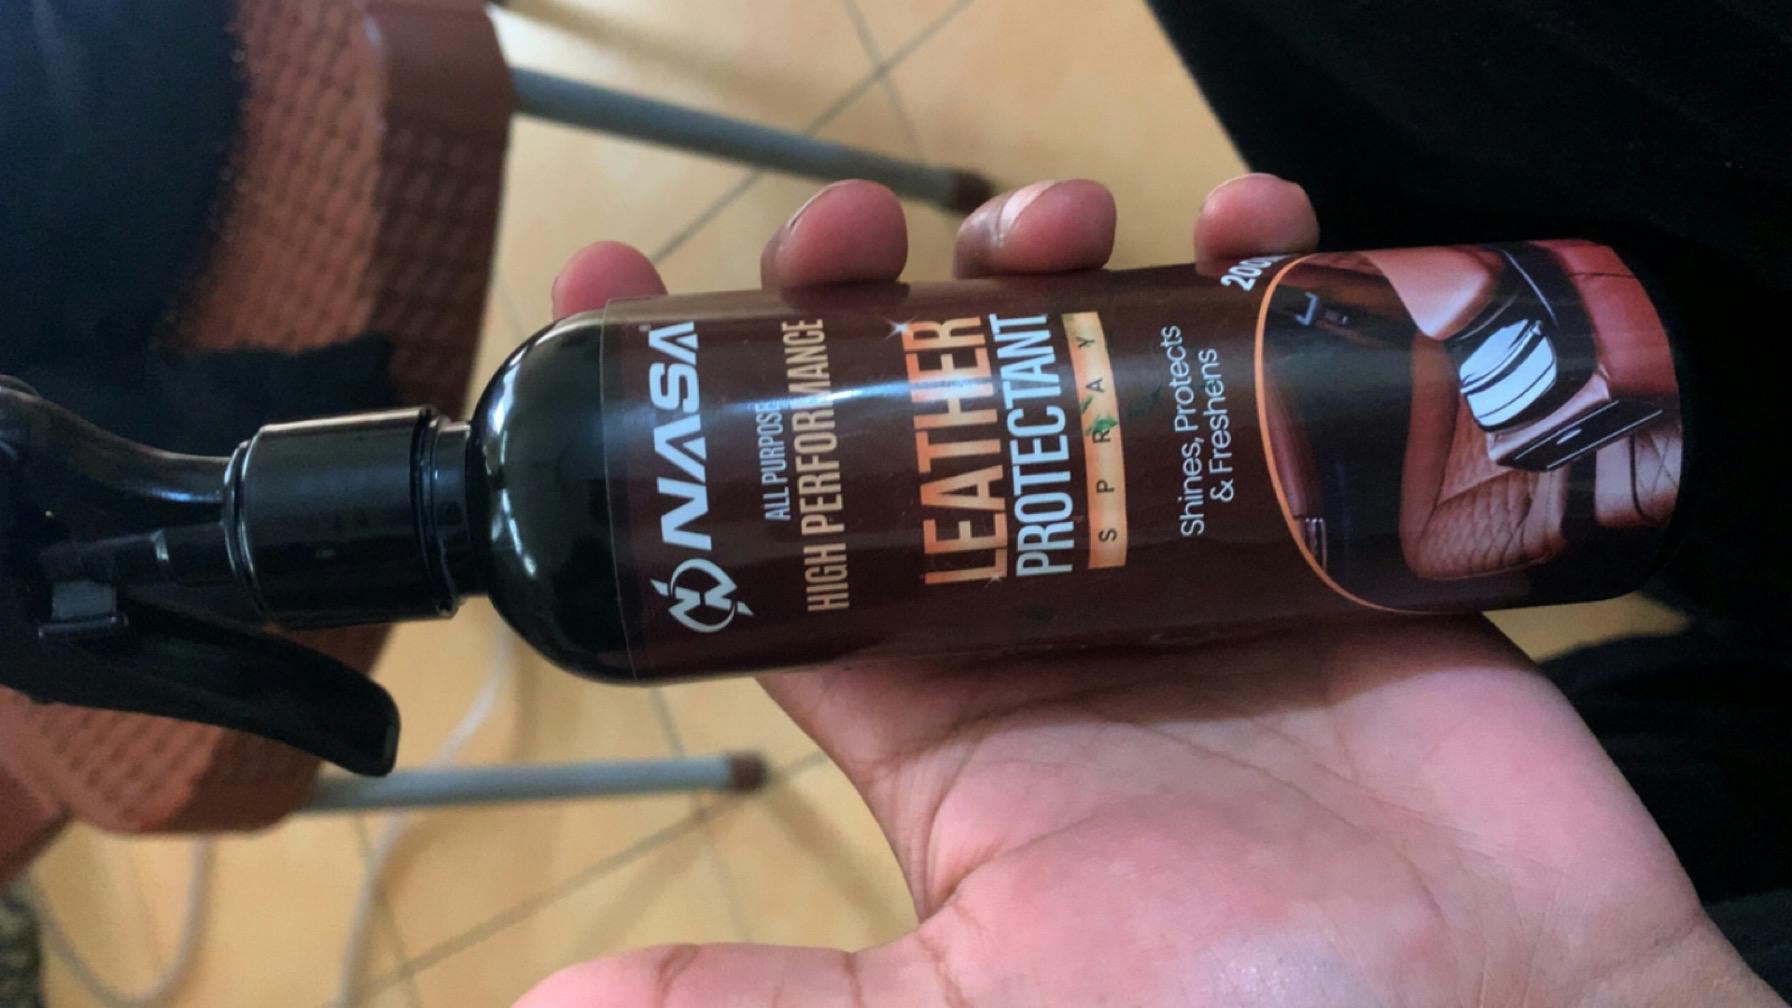 NASA
ALL PURPOSE
HIGH PERFORMANCE
LEATHER
PROTECTANT
SPRAY
Shines, Protects
& Freshens